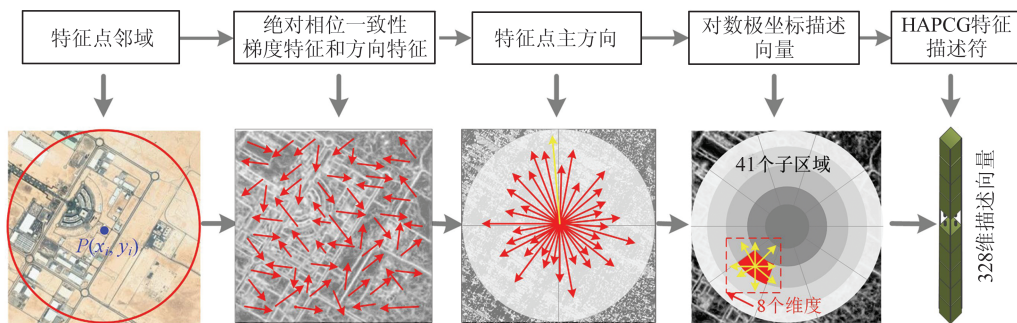 特征点邻域
绝对相位一致性
梯度特征和方向特征
特征点主方向
对数极坐标描述
向量
HAPCG特征
描述符
P(xi, yi)
41个子区域
8个维度
328维描述向量